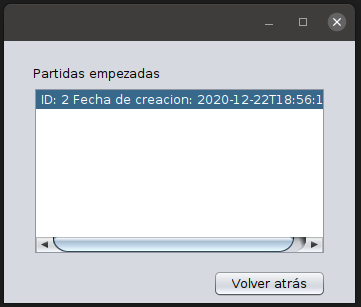 Partidas empezadas
ID: 2 Fecha de creacion: 2020-12-22T18:56:1
Volver atrás